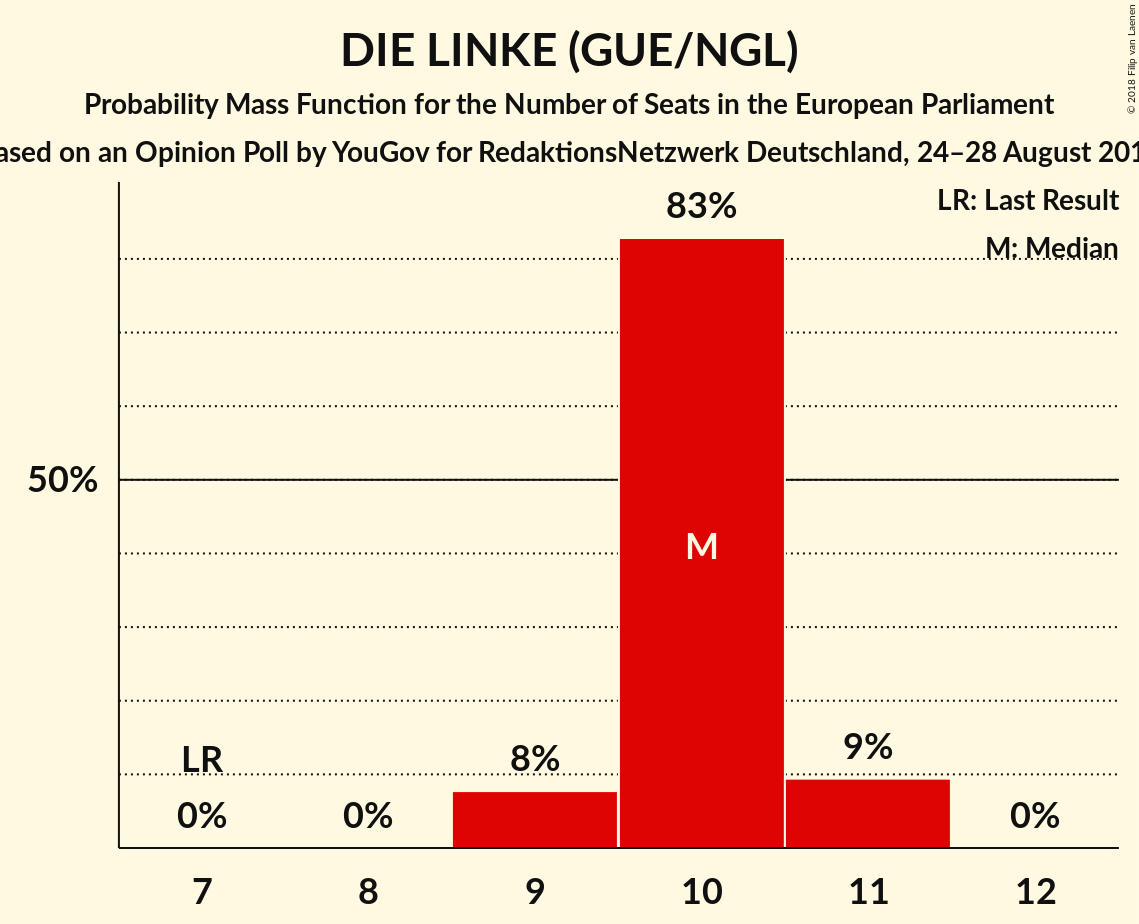 DIE LINKE (GUE/NGL)
Probability Mass Function for the Number of Seats in the European Parliament
ased on an Opinion Poll by YouGov for RedaktionsNetzwerk Deutschland, 24–28 August 201
© 2018 Filip van Laenen
LR: Last Result
M: Median
83%
50%
M
LR
8%
9%
0%
0%
0%
7
8
9
10
11
12